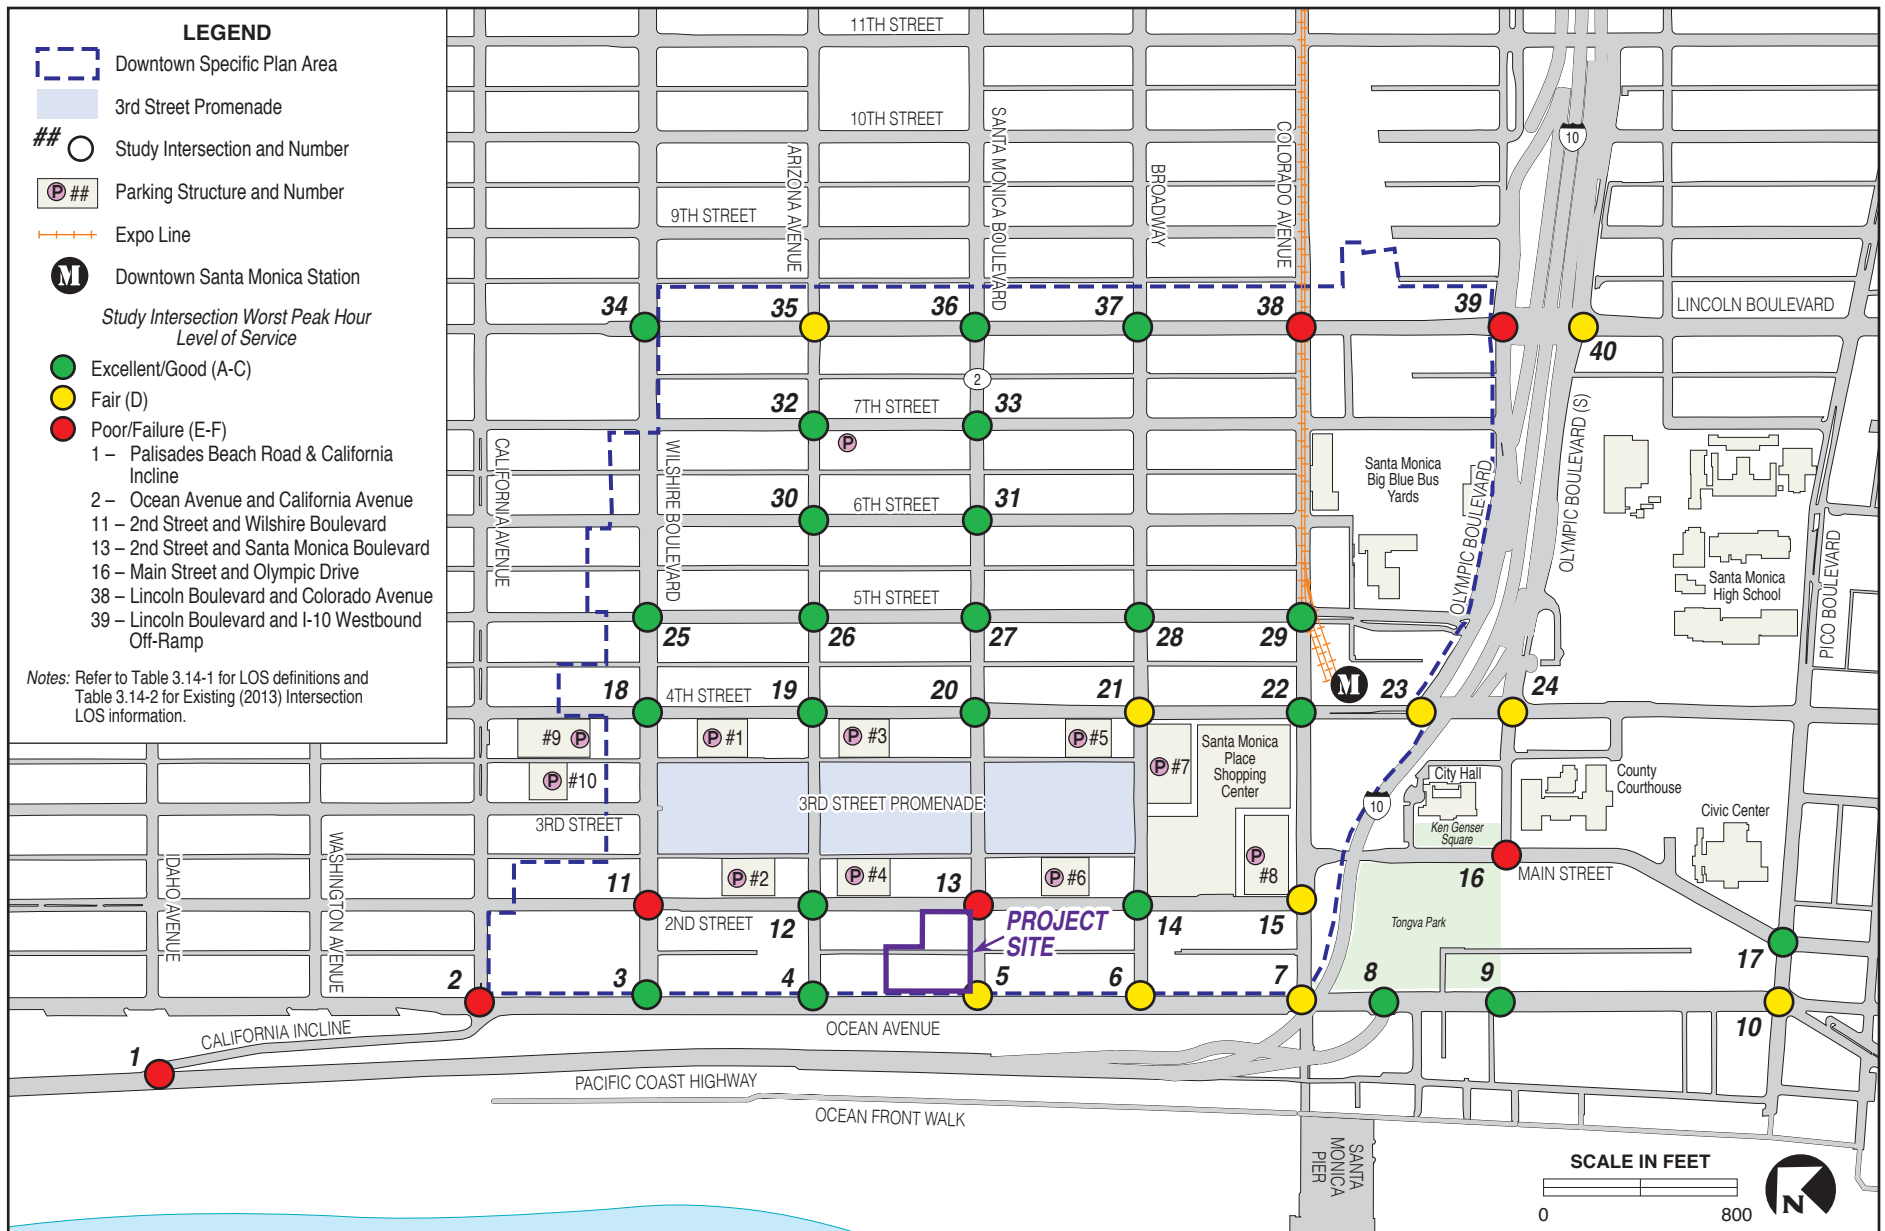 LEGEND
Downtown Specific Plan Area
3rd Street Promenade
## Study Intersection and Number
P ## Parking Structure and Number
Expo Line
M Downtown Santa Monica Station
Study Intersection Worst Peak Hour
Level of Service
Excellent/Good (A-C)
Fair (D)
Poor/Failure (E-F)
1 – Palisades Beach Road & California
Incline
2 – Ocean Avenue and California Avenue
11 – 2nd Street and Wilshire Boulevard
13 – 2nd Street and Santa Monica Boulevard
16 – Main Street and Olympic Drive
38 – Lincoln Boulevard and Colorado Avenue
39 – Lincoln Boulevard and I-10 Westbound
Off-Ramp
Notes: Refer to Table 3.14-1 for LOS definitions and
Table 3.14-2 for Existing (2013) Intersection
LOS information.
11TH STREET
10TH STREET
9TH STREET
ARIZONA AVENUE
SANTA MONICA BOULEVARD
BROADWAY
COLORADO AVENUE
10
LINCOLN BOULEVARD
34
35
36
37
38
39
40
2
32
7TH STREET
33
P
CALIFORNIA AVENUE
WILSHIRE BOULEVARD
30
6TH STREET
31
Santa Monica
Big Blue Bus
Yards
OLYMPIC BOULEVARD
OLYMPIC BOULEVARD (S)
PICO BOULEVARD
Santa Monica
High School
5TH STREET
25
26
27
28
29
M
18
4TH STREET
19
20
21
22
23
24
#9 P
P #1
P #3
P #5
P #7
P #10
Santa Monica
Place
Shopping
Center
City Hall
County
Courthouse
10
Civic Center
Ken Genser
Square
3RD STREET PROMENADE
3RD STREET
IDAHO AVENUE
WASHINGTON AVENUE
P #2
P #4
P #6
P
#8
11
13
16
MAIN STREET
2ND STREET
12
PROJECT
SITE
14
15
Tongva Park
17
2
3
4
5
6
7
8
9
10
OCEAN AVENUE
CALIFORNIA INCLINE
1
PACIFIC COAST HIGHWAY
OCEAN FRONT WALK
SANTA
MONICA
PIER
SCALE IN FEET
0 800
N